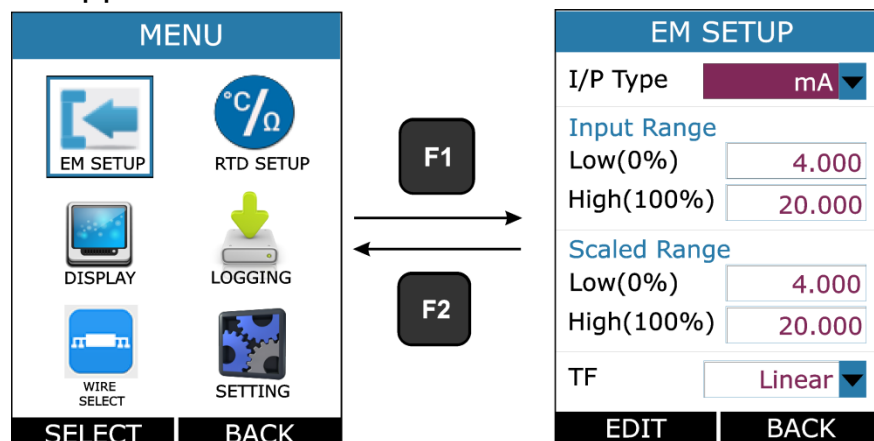 MENU
EM SETUP
RTD SETUP
°C/Ω
DISPLAY
LOGGING
WIRE
SELECT
SETTING
SELECT BACK
F1
F2
EM SETUP
I/P Type mA
Input Range
Low(0%) 4.000
High(100%) 20.000
Scaled Range
Low(0%) 4.000
High(100%) 20.000
TF Linear
EDIT BACK